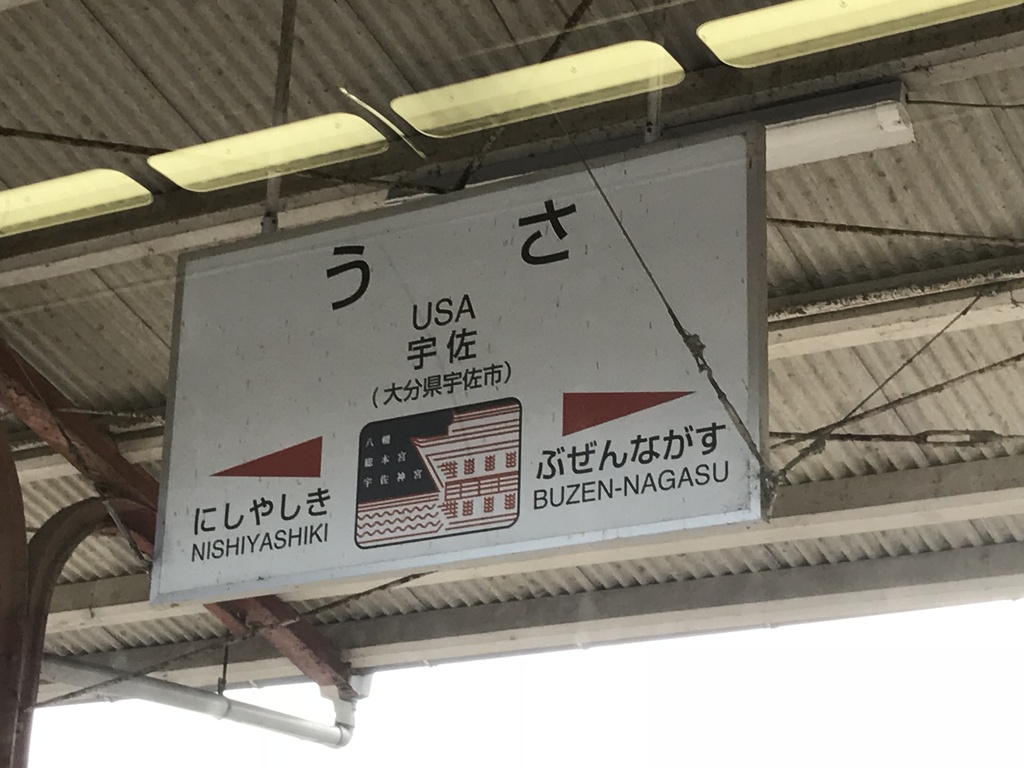 うさ
USA
宇佐
(大分県宇佐市)
八幡
総本宮
宇佐神宮
にしやしき
NISHIYASHIKI
ぶぜんながす
BUZEN-NAGASU